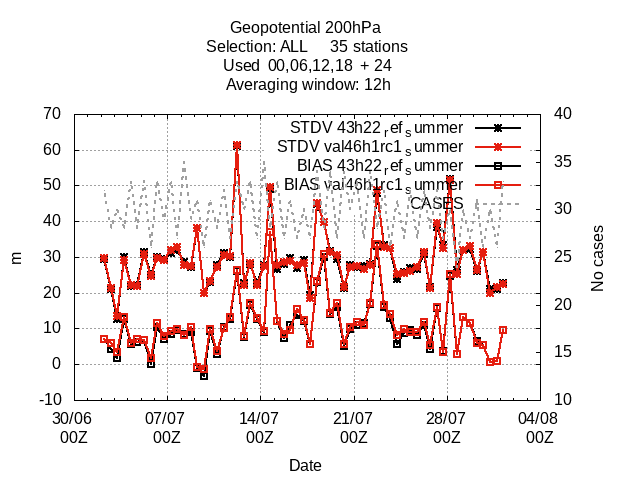 Geopotential 200hPa
Selection: ALL 35 stations
Used 00,06,12,18 + 24
Averaging window: 12h
70
60
50
40
30
20
10
0
-10
m
40
35
30
25
20
15
10
No cases
STDV 43h22_ref_summer
STDV val46h1rc1_summer
BIAS 43h22_ref_summer
BIAS val46h1rc1_summer
CASES
30/06 07/07 14/07 21/07 28/07 04/08
00Z 00Z 00Z 00Z 00Z 00Z
Date